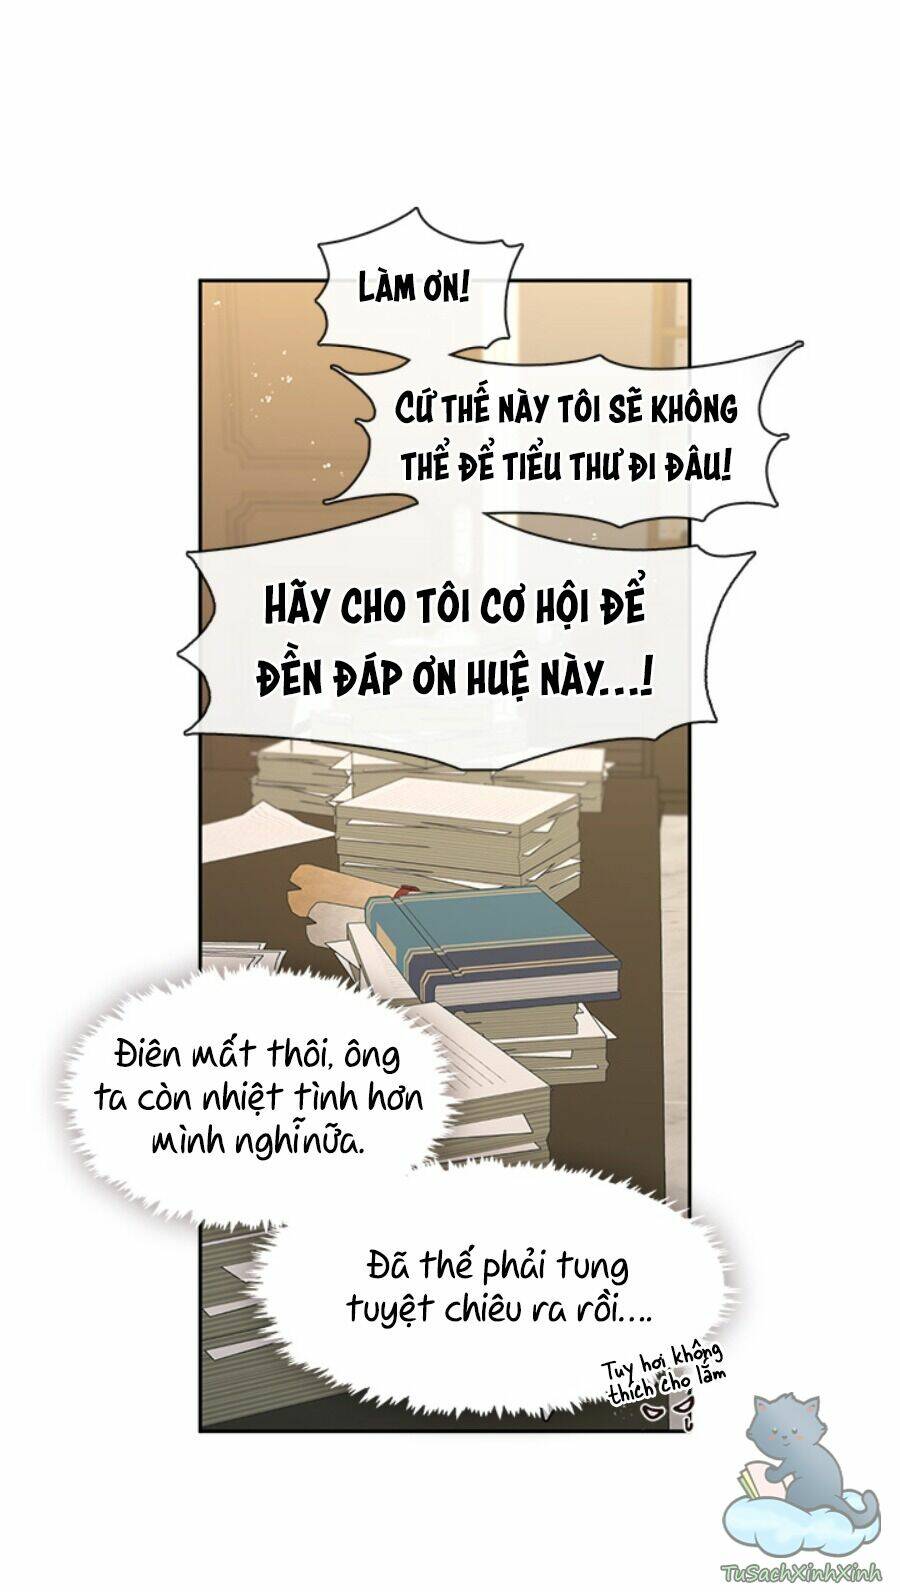 LÀM ƠN!
CỨ THẾ NÀY TÔI SẼ KHÔNG
THỂ ĐỂ TIỂU THƯ ĐI ĐÂU!
HÃY CHO TÔI CƠ HỘI ĐỂ
ĐỀN ĐÁP ƠN HUỆ NÀY...!
Điên mất thôi, ông
ta còn nhiệt tình hơn
mình nghĩ nữa.
Đã thế phải tung
tuyệt chiêu ra rồi....
Tuy hơi không
thích cho lắm
TuSachXinhXinh